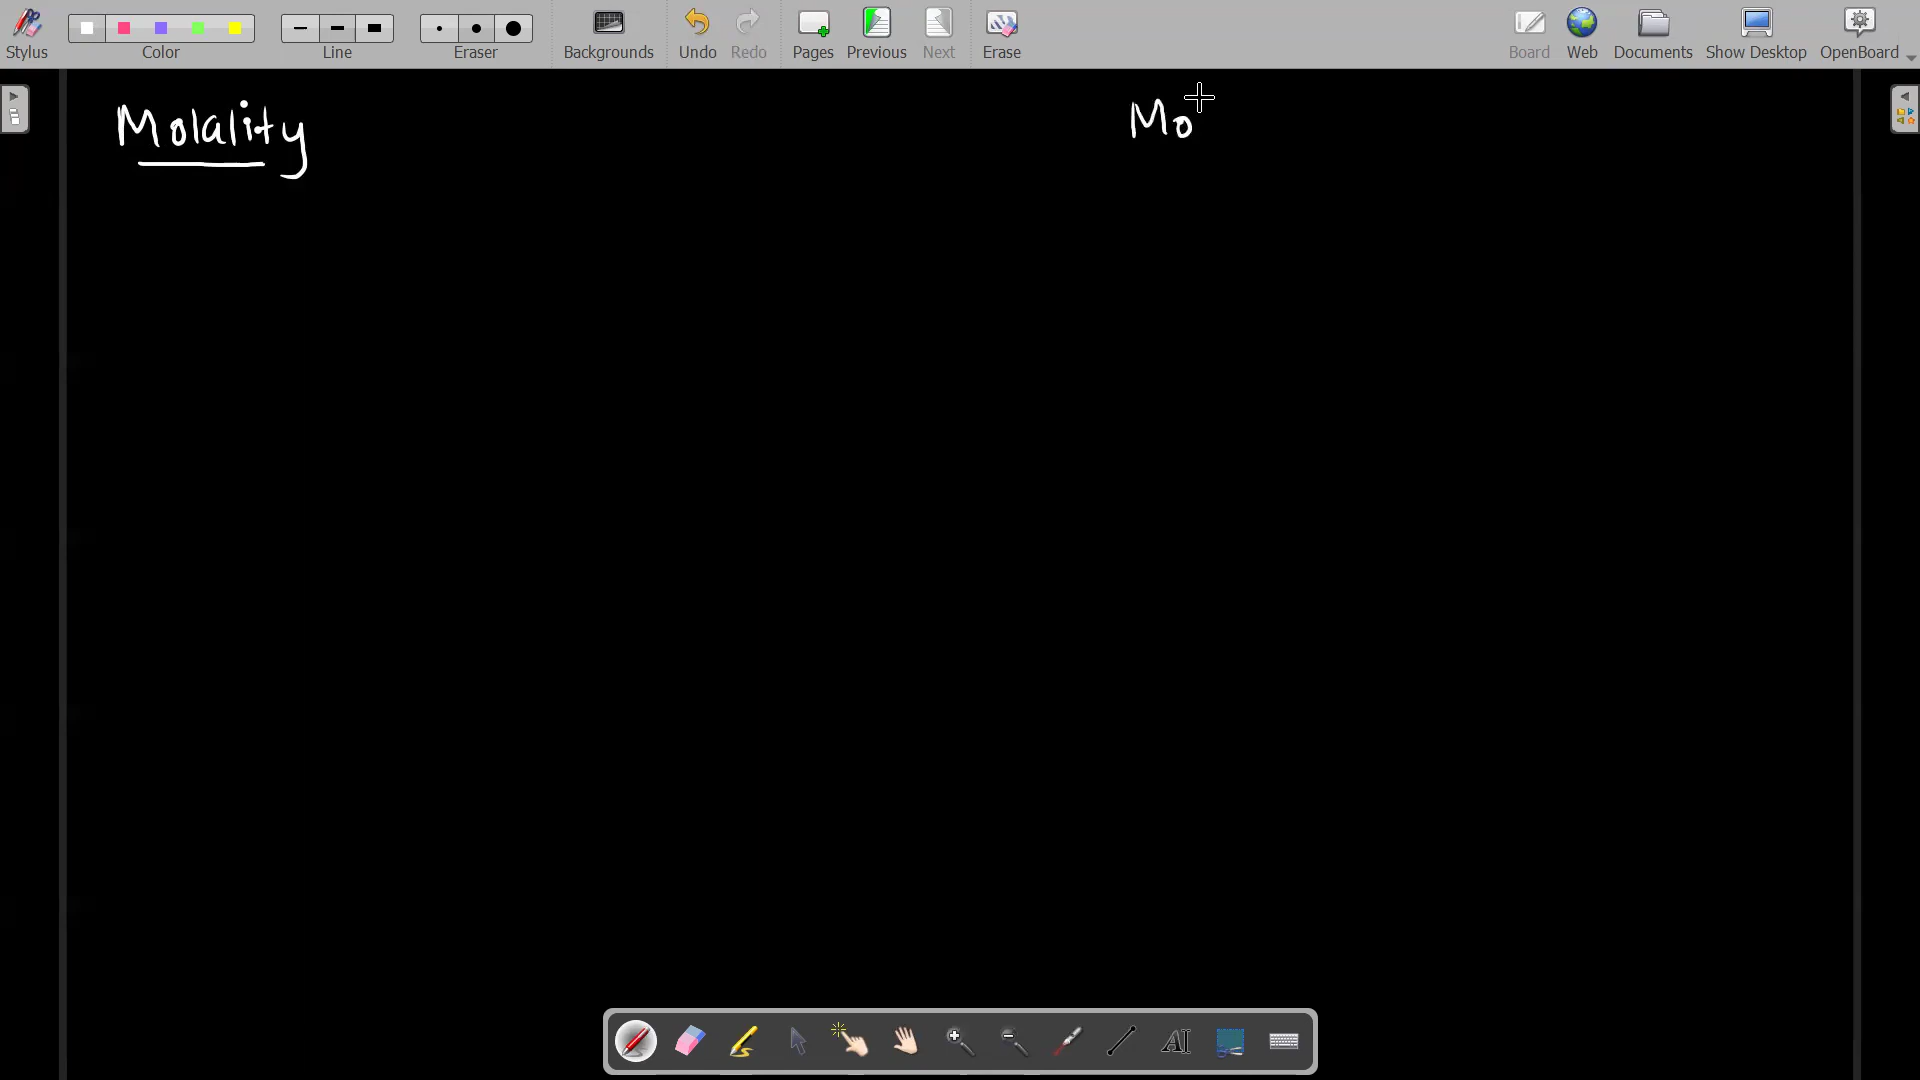 Stylus Color Line Eraser Backgrounds Undo Redo Pages Previous Next Erase Board Web Documents Show Desktop OpenBoard
Molality Mo
AI